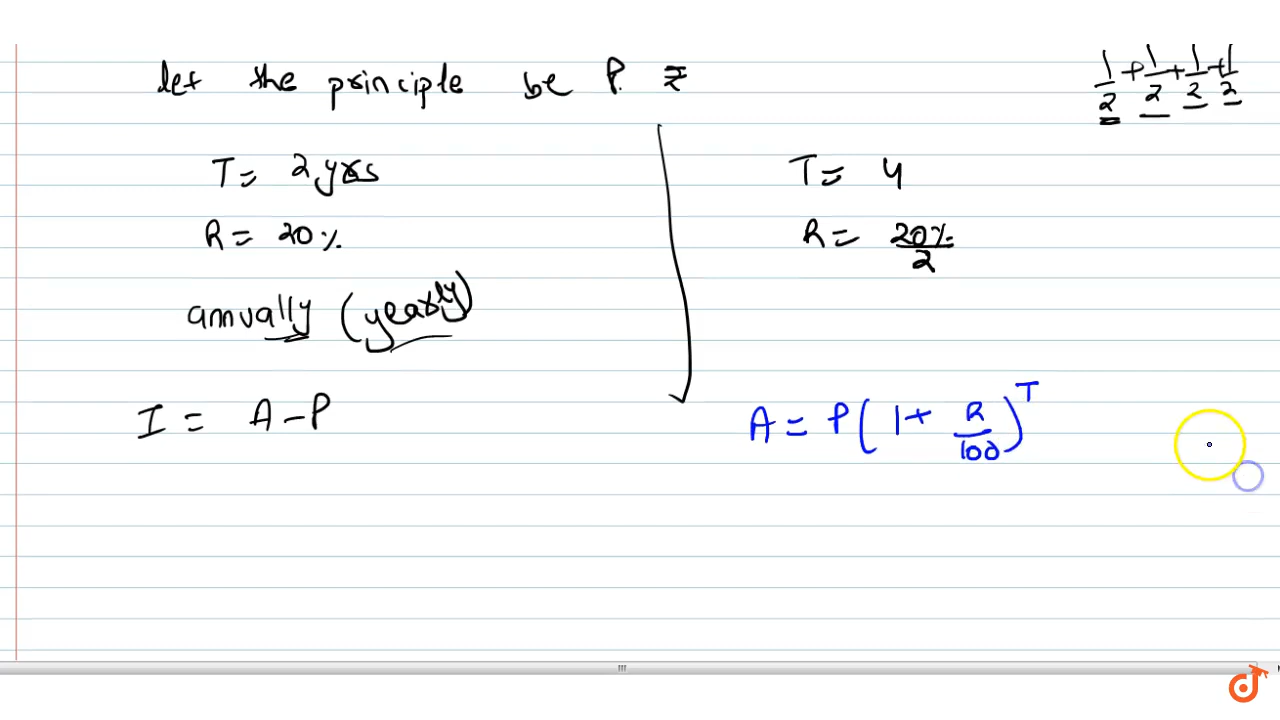 let the principle be P. ₹
1/2 + 1/2 + 1/2 + 1/2
T = 2 yrs
R = 20%
annually (yearly)
I = A - P
T = 4
R = 20%/2
A = P(1 + R/100)^T